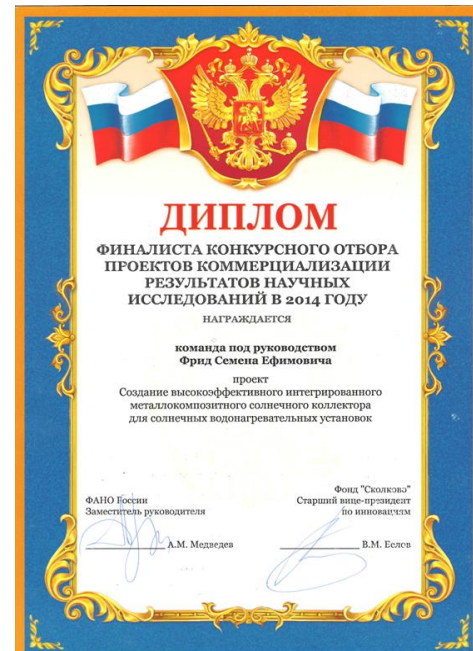 ДИПЛОМ
ФИНАЛИСТА КОНКУРСНОГО ОТБОРА
ПРОЕКТОВ КОММЕРЦИАЛИЗАЦИИ
РЕЗУЛЬТАТОВ НАУЧНЫХ
ИССЛЕДОВАНИЙ В 2014 ГОДУ
НАГРАЖДАЕТСЯ
команда под руководством
Фрид Семена Ефимовича
проект
Создание высокоэффективного интегрированного
металлокомпозитного солнечного коллектора
для солнечных водонагревательных установок
ФАНО России
Заместитель руководителя
А.М. Медведев
Фонд "Сколково"
Старший вице-президент
по инновациям
В.М. Белов